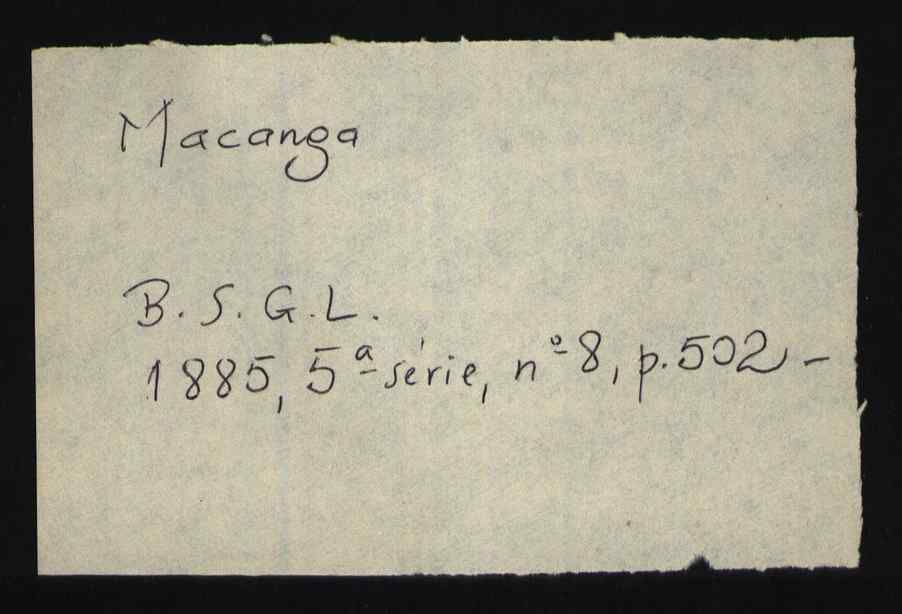 Macanga
B. S. G. L.
1885, 5ª série, nº 8, p. 502 -